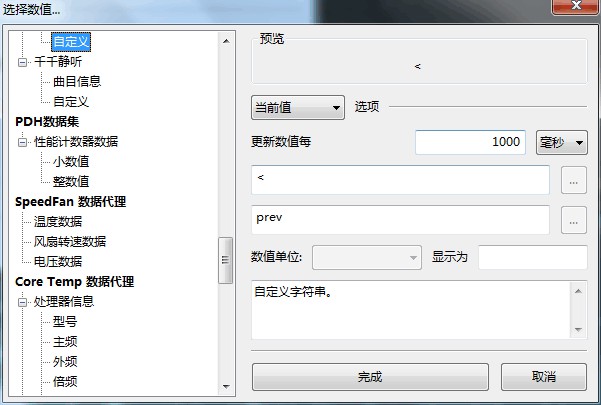 选择数值...
自定义
千千静听
曲目信息
自定义
PDH数据集
性能计数器数据
小数值
整数值
SpeedFan 数据代理
温度数据
风扇转速数据
电压数据
Core Temp 数据代理
处理器信息
型号
主频
外频
倍频
预览
<
当前值 选项
更新数值每 1000 毫秒
< ...
prev ...
数值单位: 显示为
自定义字符串。
完成 取消